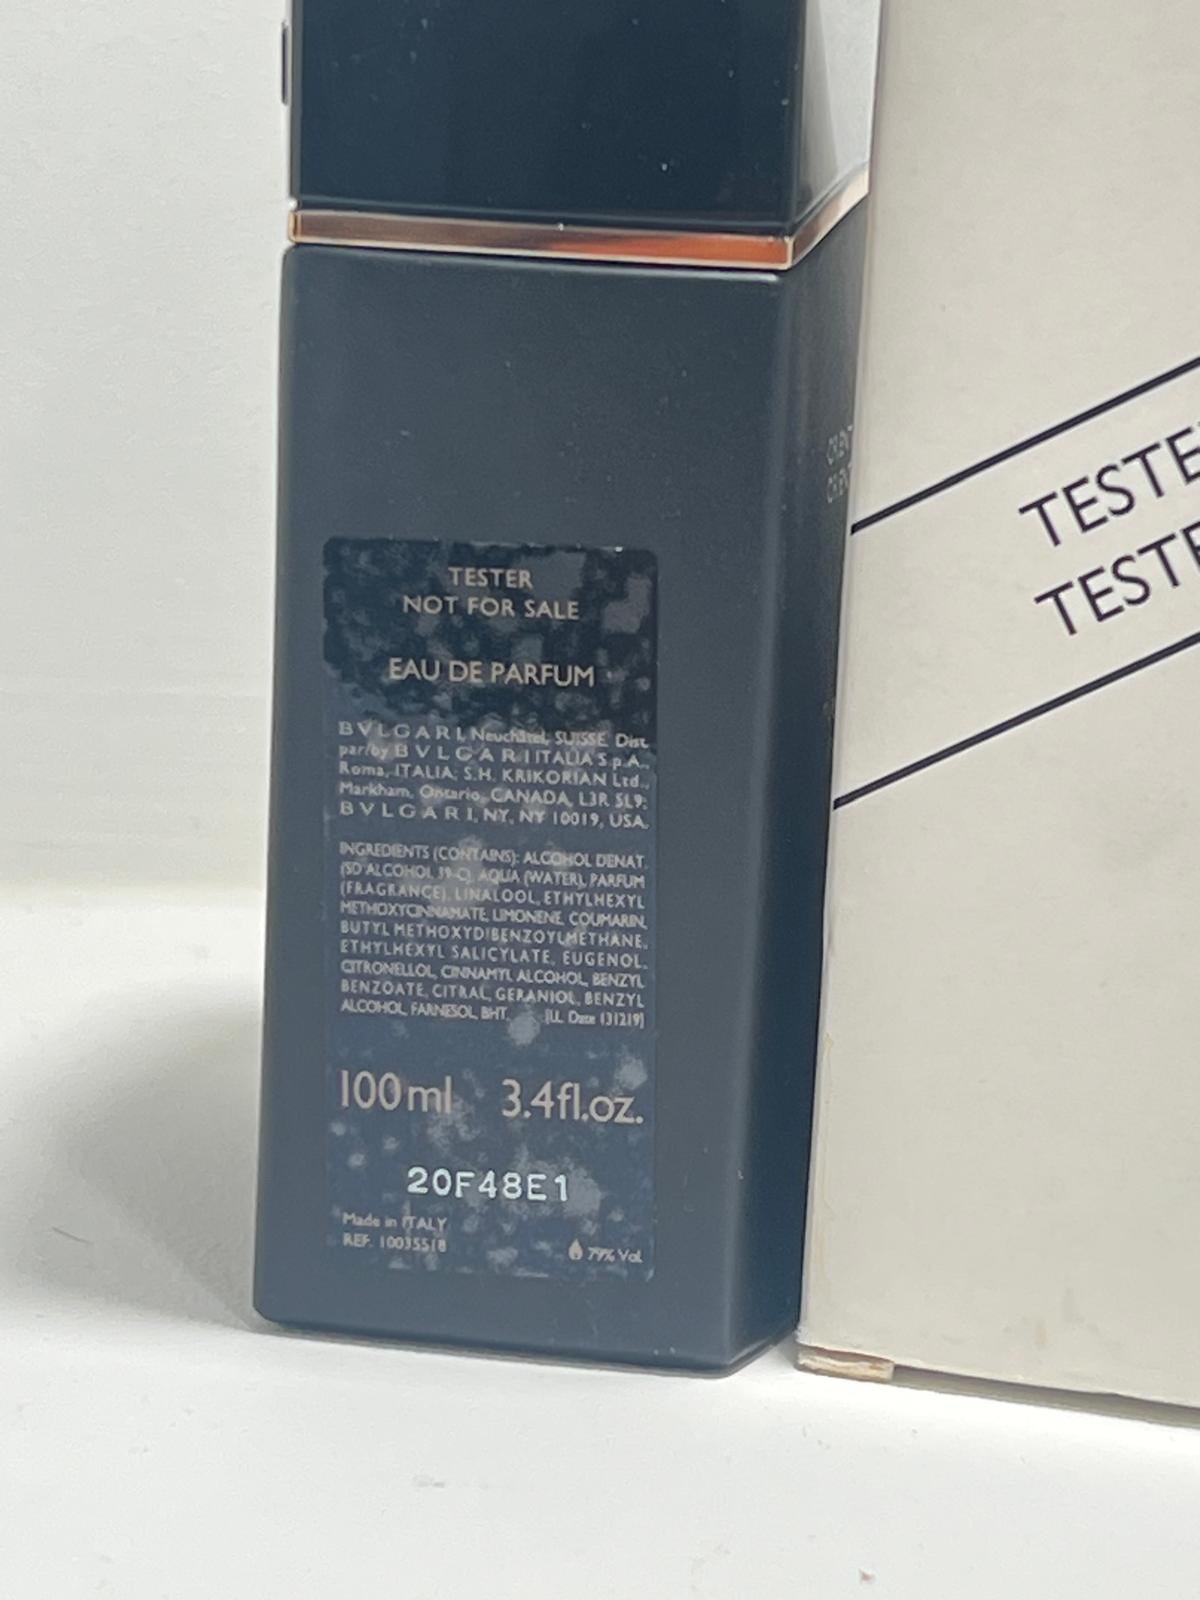 TESTER
NOT FOR SALE
EAU DE PARFUM
BVLGARI, Neuchâtel, SUISSE. Dist.
par/by BVLGARI ITALIA S.p.A.,
Roma, ITALIA; S.H. KRIKORIAN Ltd.,
Markham, Ontario, CANADA, L3R 5L9;
BVLGARI, NY, NY 10019, USA.
INGREDIENTS (CONTAINS): ALCOHOL DENAT.
(SD ALCOHOL 39-C), AQUA (WATER), PARFUM
(FRAGRANCE), LINALOOL, ETHYLHEXYL
METHOXYCINNAMATE, LIMONENE, COUMARIN,
BUTYL METHOXYDIBENZOYLMETHANE,
ETHYLHEXYL SALICYLATE, EUGENOL,
CITRONELLOL, CINNAMYL ALCOHOL, BENZYL
BENZOATE, CITRAL, GERANIOL, BENZYL
ALCOHOL, FARNESOL, BHT. [I.L. Date 131219]
100ml 3.4fl.oz.
20F48E1
Made in ITALY
REF. 10035518
79% Vol.
TESTE
TESTE